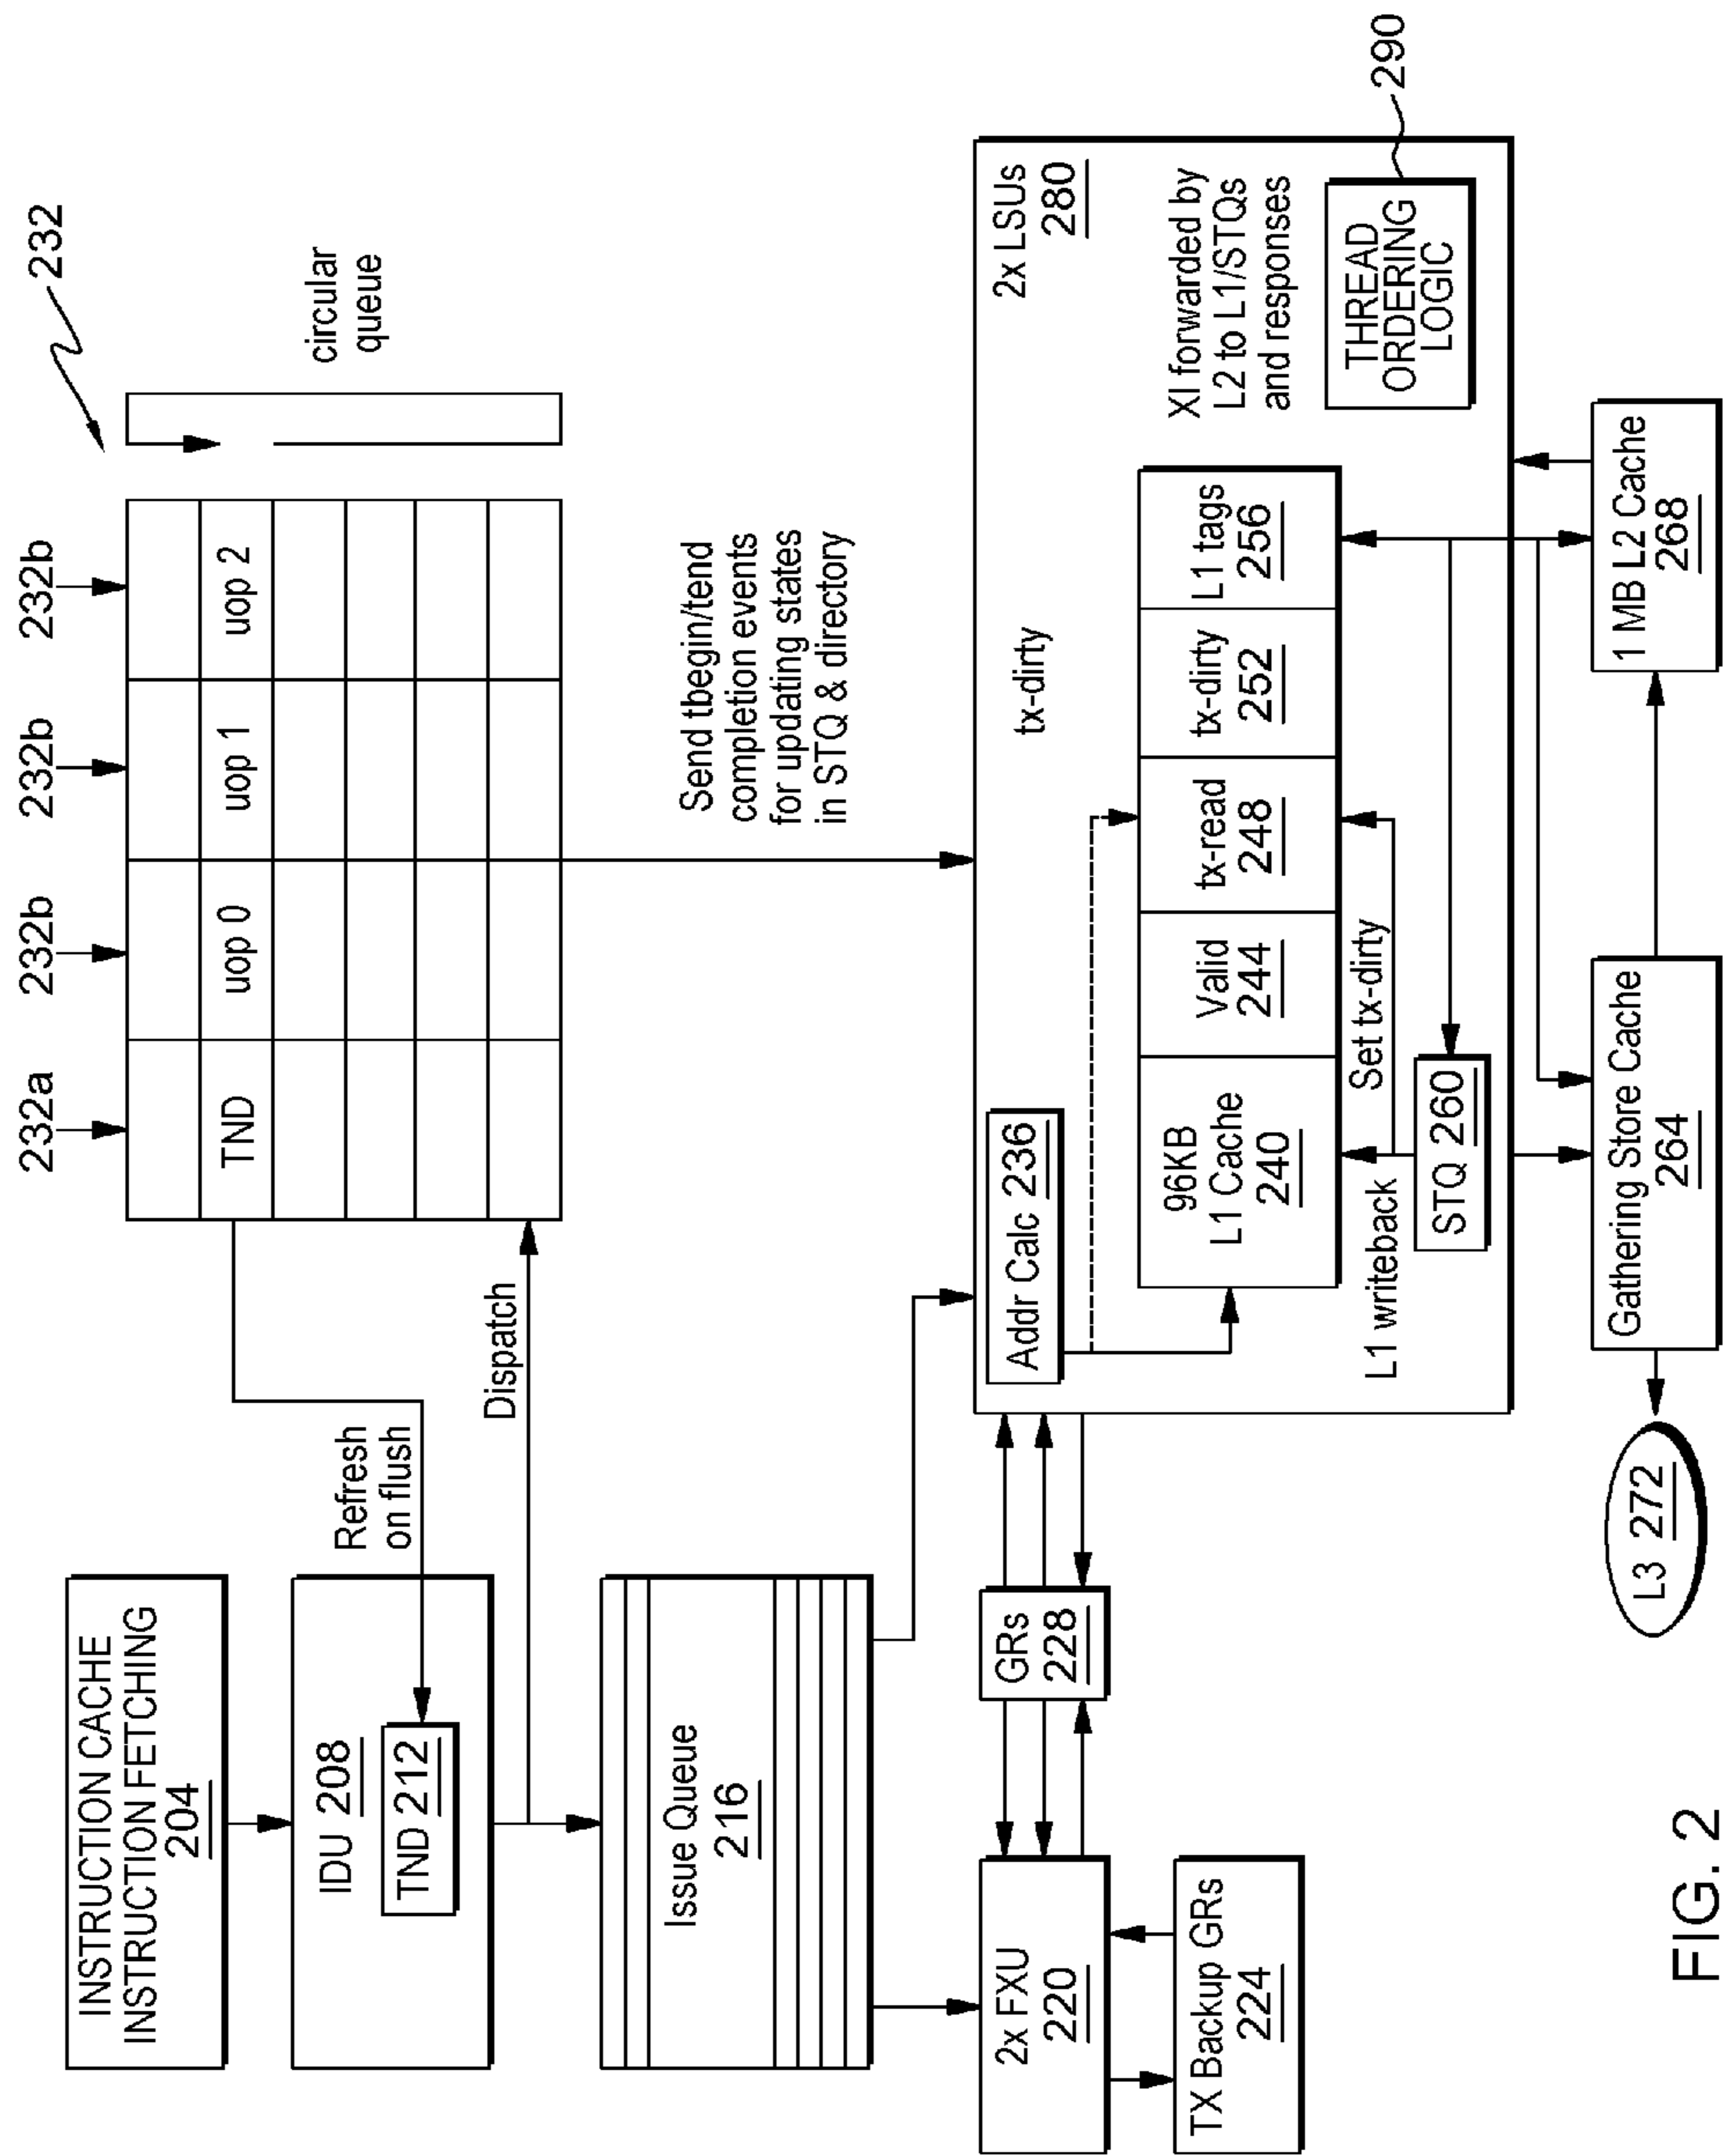 232
232a
232b
232b
232b
TND
uop 0
uop 1
uop 2
circular
queue
INSTRUCTION CACHE
INSTRUCTION FETCHING
204
IDU 208
TND 212
Refresh
on flush
Dispatch
Issue Queue
216
Send tbegin/tend
completion events
for updating states
in STQ & directory
2x FXU
220
TX Backup GRs
224
GRs
228
2x LSUs
280
Addr Calc 236
tx-dirty
96KB
L1 Cache
240
Valid
244
tx-read
248
tx-dirty
252
L1 tags
256
XI forwarded by
L2 to L1/STQs
and responses
THREAD
ORDERING
LOGIC
290
L1 writeback
Set tx-dirty
STQ 260
L3 272
Gathering Store Cache
264
1 MB L2 Cache
268
FIG. 2